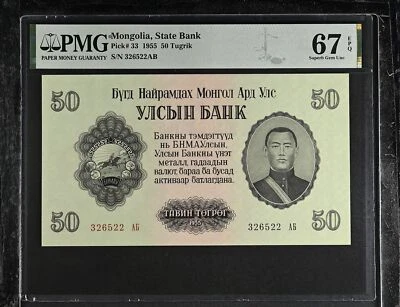 PMG
PAPER MONEY GUARANTY
Mongolia, State Bank
Pick# 33 1955 50 Tugrik
S/N 326522AB
67 EPQ
Superb Gem Unc
50 Бүгд Найрамдах Монгол Ард Улс 50
УЛСЫН БАНК
Банкны тэмдэгтүүд
нь БНМАУлсын,
Улсын Банкны үнэт
металл, гадаадын
валют, бараа ба бусад
активаар батлагдана.
ТАВИН ТӨГРӨГ
1955
50 326522 АБ 326522 АБ 50